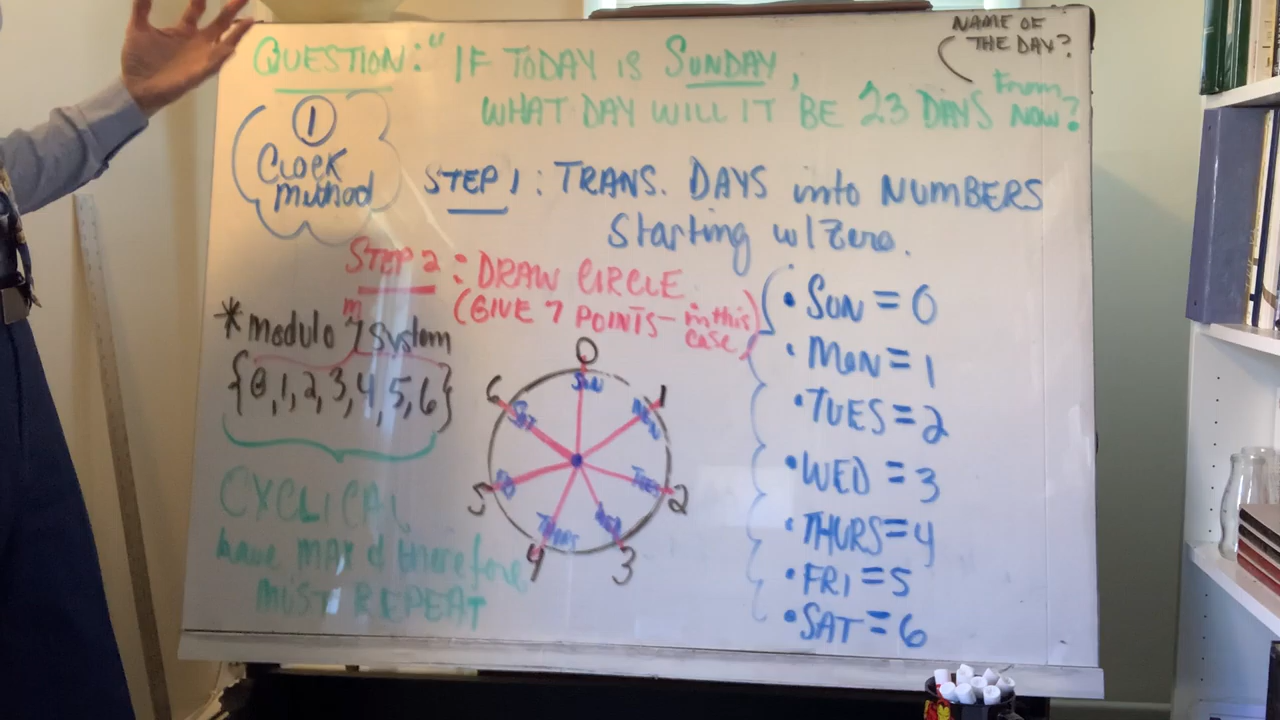 NAME OF
THE DAY?
QUESTION: "IF TODAY IS SUNDAY,
WHAT DAY WILL IT BE 23 DAYS From NOW?
1
CLOCK
method
STEP 1: TRANS. DAYS into NUMBERS
Starting w/Zero.
STEP 2: DRAW CIRCLE
(GIVE 7 POINTS- in this
case)
*modulo 7 System
m
{0,1,2,3,4,5,6}
CYCLICAL
have MAX & therefore
MUST REPEAT
0
SUN
1
MON
2
TUES
3
WED
4
THURS
5
6
SAT
• SUN = 0
• MON = 1
• TUES = 2
• WED = 3
• THURS = 4
• FRI = 5
• SAT = 6